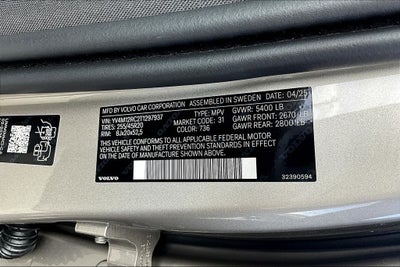 MFD BY VOLVO CAR CORPORATION ASSEMBLED IN SWEDEN 04/25
VIN: YV4M12RC2T1297937 TYPE: MPV GVWR: 5400 LB
TIRES: 255/45R20 MARKET CODE: 31 GAWR FRONT: 2670 LB
RIM: 8Jx20x52,5 COLOR: 736 GAWR REAR: 2800 LB
THIS VEHICLE CONFORMS TO ALL APPLICABLE FEDERAL MOTOR
VEHICLE SAFETY AND THEFT PREVENTION STANDARDS IN EFFECT
ON THE DATE OF MANUFACTURE SHOWN ABOVE
VOLVO
32390594